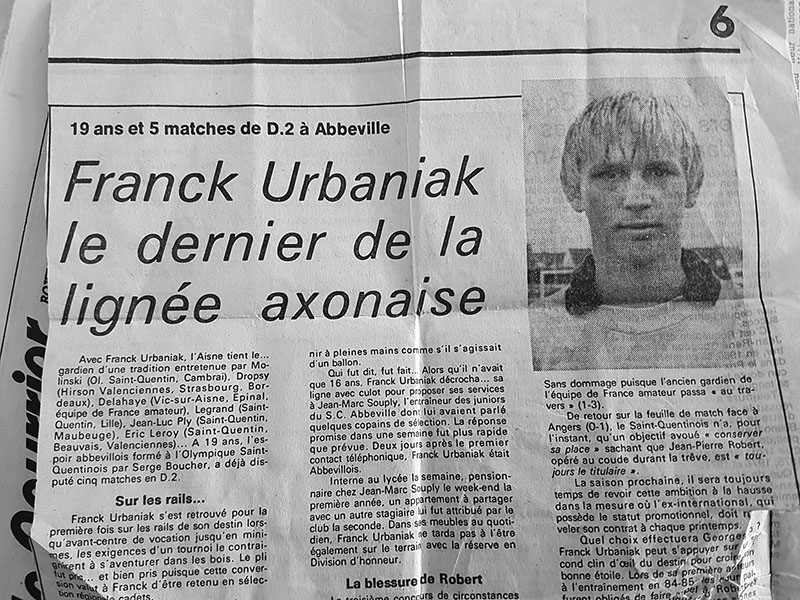 6
19 ans et 5 matches de D.2 à Abbeville
Franck Urbaniak
le dernier de la
lignée axonaise
Avec Franck Urbaniak, l'Aisne tient le...
gardien d'une tradition entretenue par Mo-
linski (Ol. Saint-Quentin, Cambrai), Dropsy
(Hirson Valenciennes, Strasbourg, Bor-
deaux), Delahaye (Vic-sur-Aisne, Epinal,
équipe de France amateur), Legrand (Saint-
Quentin, Lille), Jean-Luc Ply (Saint-Quentin,
Maubeuge), Eric Leroy (Saint-Quentin,
Beauvais, Valenciennes)... A 19 ans, l'es-
poir Abbevillois formé à l'Olympique Saint-
Quentinois par Serge Boucher, a déjà dis-
puté cinq matches en D.2.
Sur les rails...
Franck Urbaniak s'est retrouvé pour la
première fois sur les rails de son destin lors-
qu'avant-centre de vocation jusqu'en mini-
mes, les exigences d'un tournoi le contrai-
gnirent à s'aventurer dans les bois. Le pli
fut pris... et bien pris puisque cette conver-
sion valut à Franck d'être retenu en sélec-
tion cadets.
nir à pleines mains comme s'il s'agissait
d'un ballon.
Qui fut dit, fut fait... Alors qu'il n'avait
que 16 ans, Franck Urbaniak décrocha... sa
ligne avec culot pour proposer ses services
à Jean-Marc Souply, l'entraîneur des juniors
du S.C. Abbeville dont lui avaient parlé
quelques copains de sélection. La réponse
promise dans une semaine fut plus rapide
que prévue. Deux jours après le premier
contact téléphonique, Franck Urbaniak était
Abbevillois.
Interne au lycée la semaine, pension-
naire chez Jean-Marc Souply le week-end la
première année, un appartement à partager
avec un autre stagiaire lui fut attribué par le
club la seconde. Dans ses meubles au quoti-
dien, Franck Urbaniak ne tarda pas à l'être
également sur le terrain avec la réserve en
Division d'honneur.
La blessure de Robert
La troisième concours de circonstances
Sans dommage puisque l'ancien gardien de
l'équipe de France amateur passa « au tra-
vers » (1-3).
De retour sur la feuille de match face à
Angers (0-1), le Saint-Quentinois n'a, pour
l'instant, qu'un objectif avoué « conserver
sa place » sachant que Jean-Pierre Robert,
opéré au coude durant la trêve, est « tou-
jours le titulaire ».
La saison prochaine, il sera toujours
temps de revoir cette ambition à la hausse
dans la mesure où l'ex-international, qui
possède le statut promotionnel, doit
veler son contrat à chaque printemps.
Quel choix effectuera Georges
Franck Urbaniak peut s'appuyer sur
cond clin d'œil du destin pour croire
bonne étoile. Lors de sa première
à l'entraînement en 84-85, les
furent obligés de faire